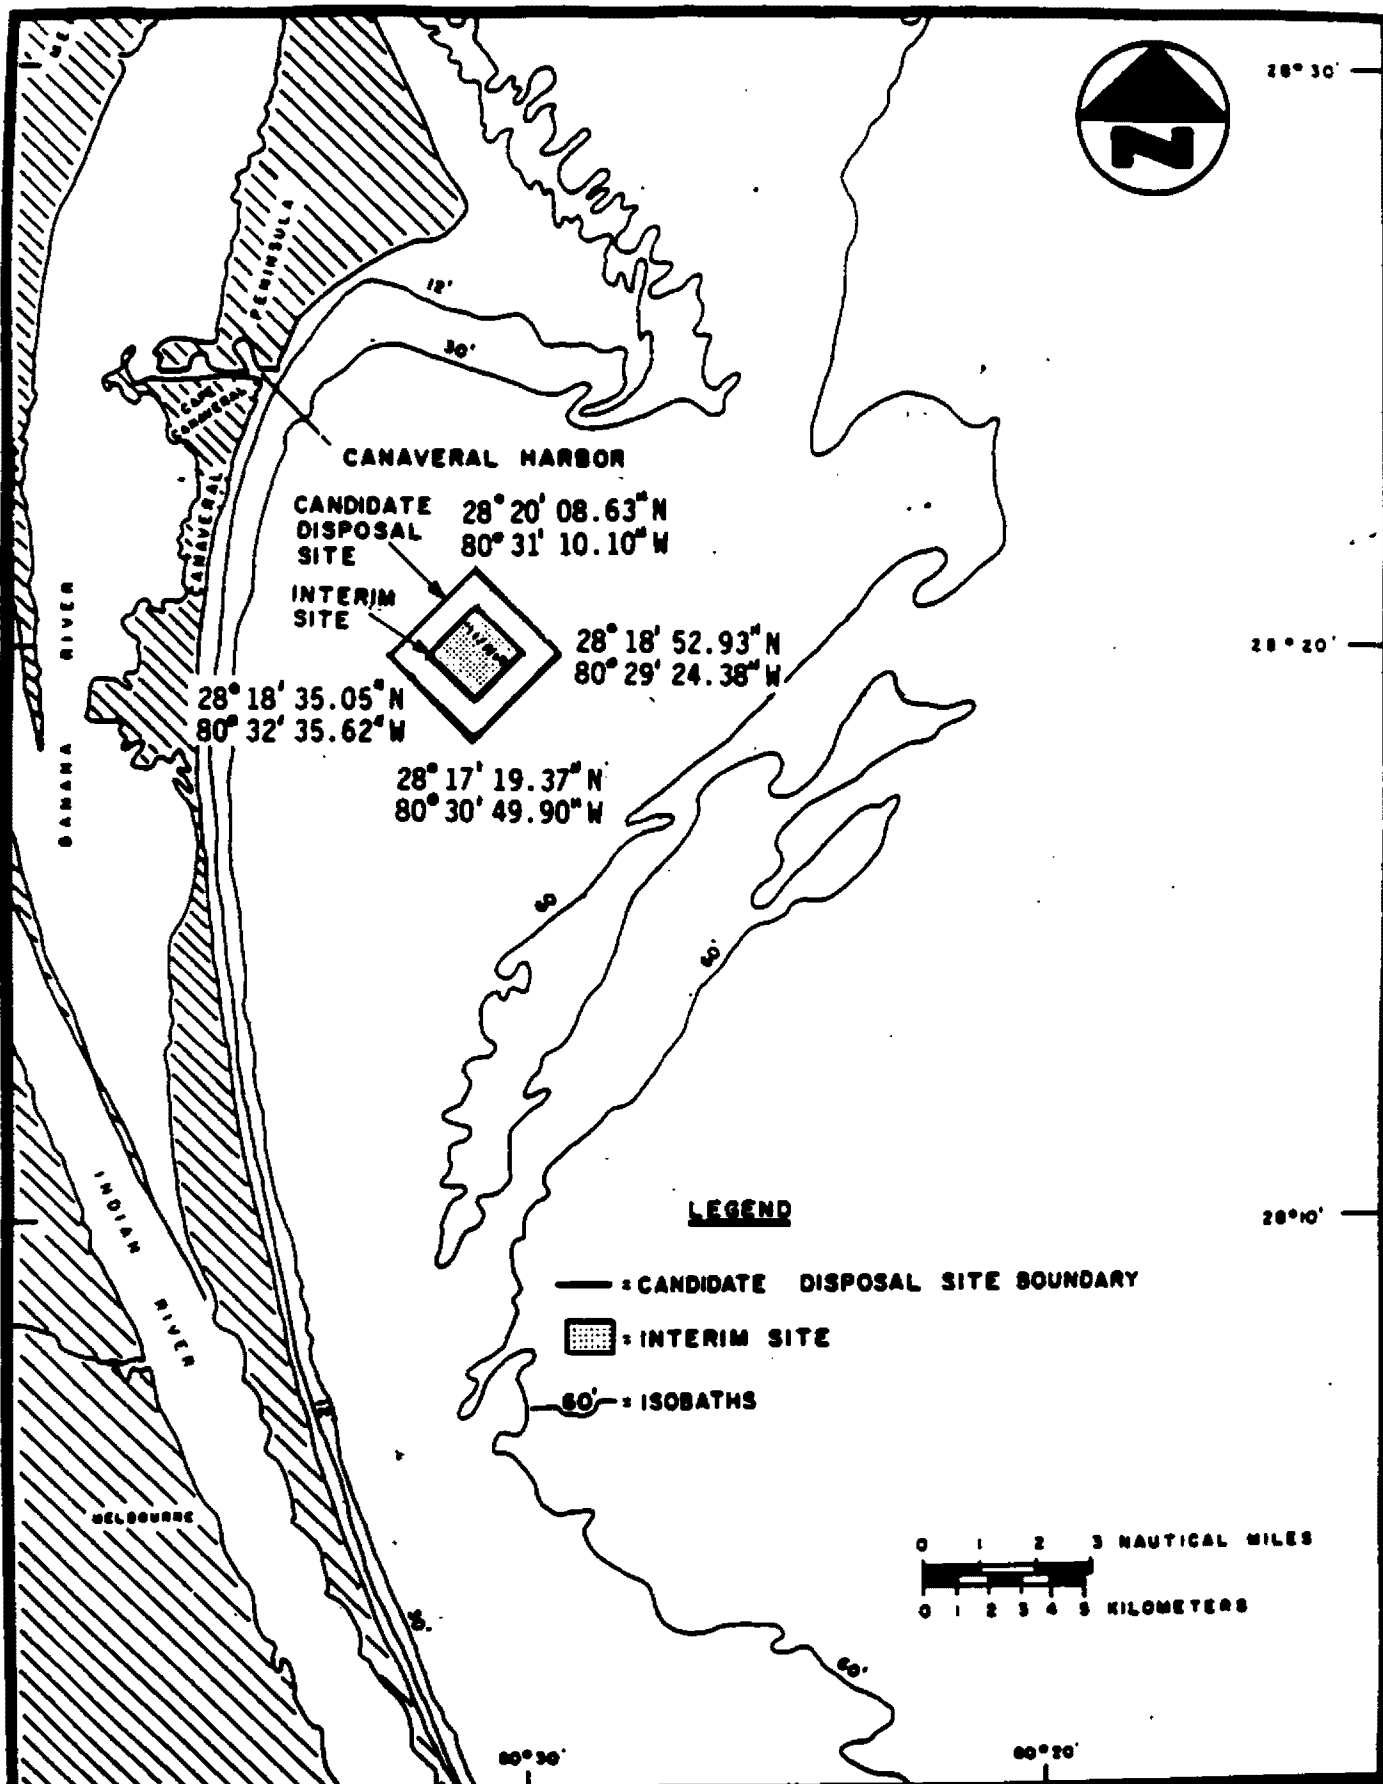 ME
28° 30'
N
PENINSULA
12'
30'
CAPE
CANAVERAL
CANAVERAL HARBOR
CANAVERAL
CANDIDATE
DISPOSAL
SITE
28° 20' 08.63" N
80° 31' 10.10" W
INTERIM
SITE
28° 18' 52.93" N
80° 29' 24.38" W
28° 20'
28° 18' 35.05" N
80° 32' 35.62" W
28° 17' 19.37" N
80° 30' 49.90" W
BANANA RIVER
60'
60'
INDIAN RIVER
LEGEND
28°10'
= CANDIDATE DISPOSAL SITE BOUNDARY
= INTERIM SITE
60' = ISOBATHS
12'
MELBOURNE
0 1 2 3 NAUTICAL MILES
0 1 2 3 4 5 KILOMETERS
60'
80°30'
80°20'